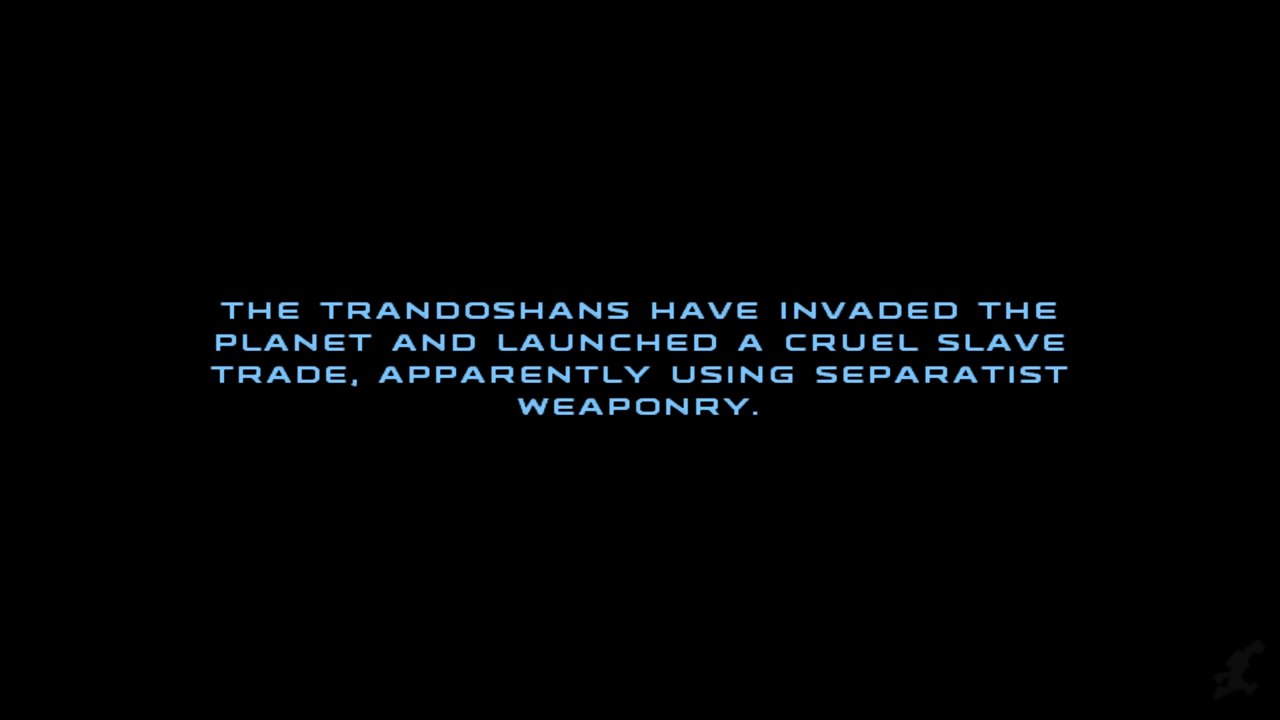 THE TRANDOSHANS HAVE INVADED THE
PLANET AND LAUNCHED A CRUEL SLAVE
TRADE, APPARENTLY USING SEPARATIST
WEAPONRY.